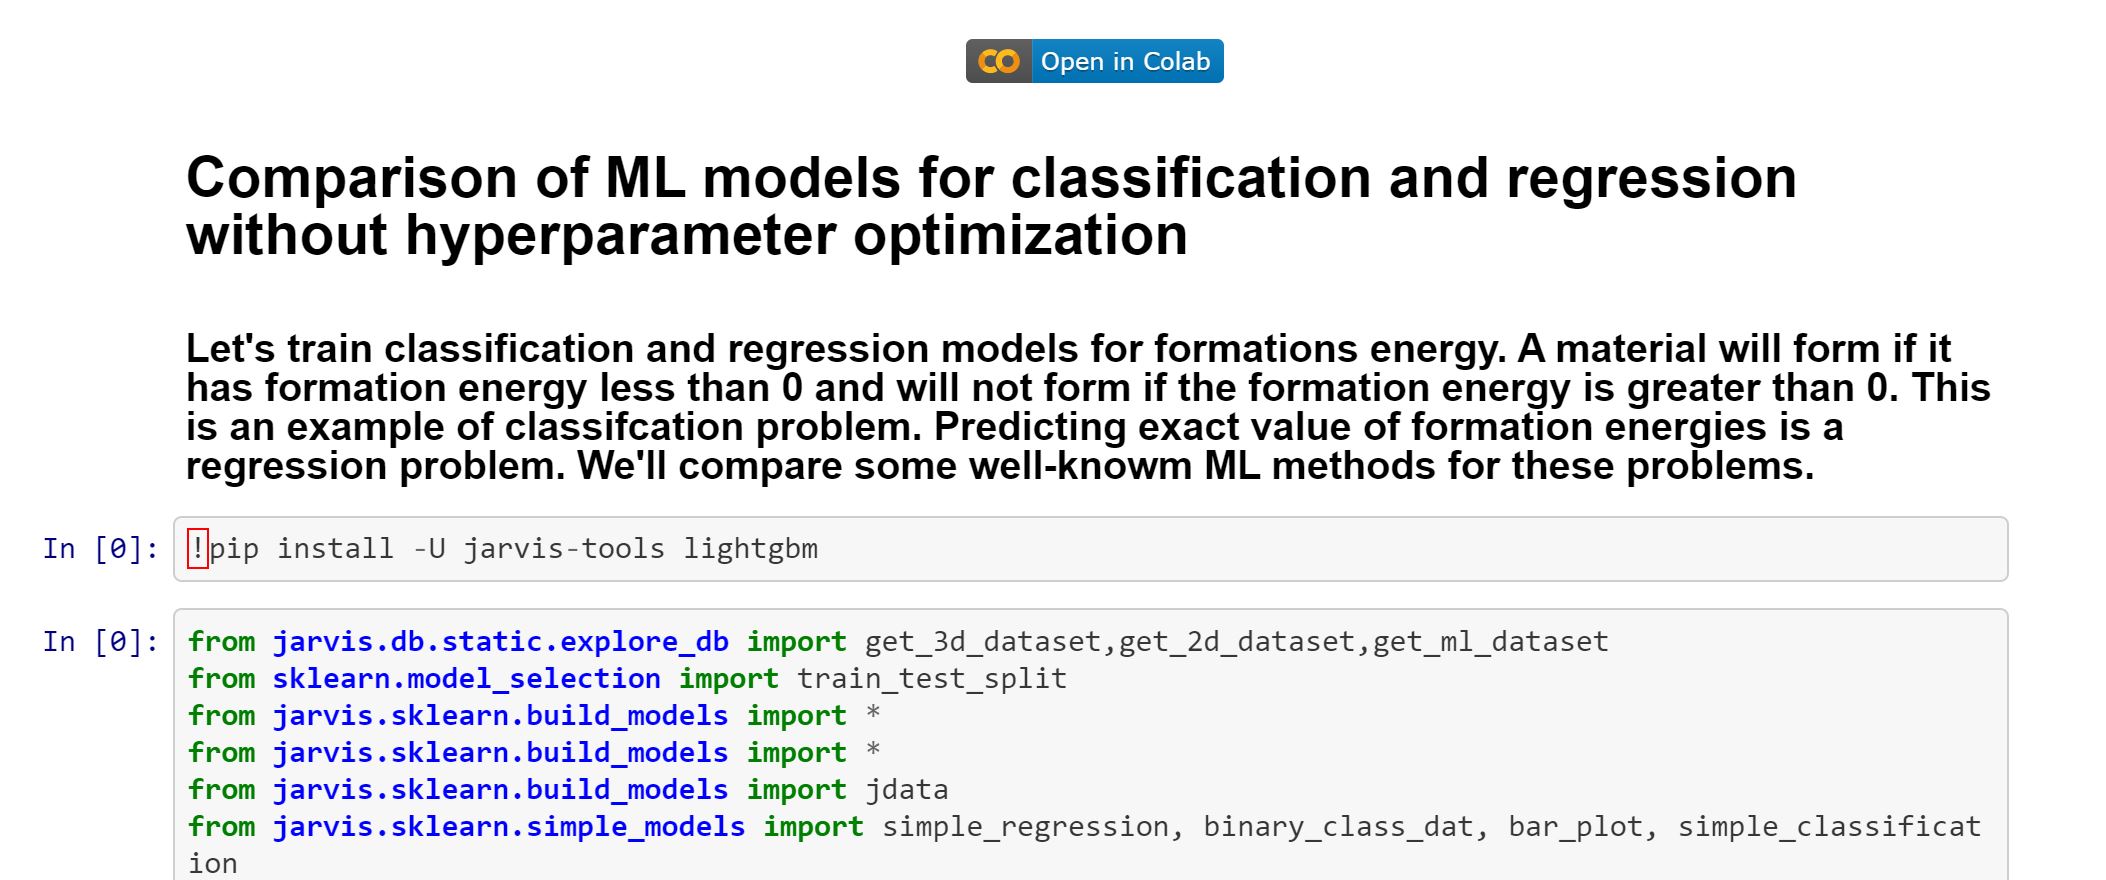 Open in Colab
Comparison of ML models for classification and regression
without hyperparameter optimization
Let's train classification and regression models for formations energy. A material will form if it
has formation energy less than 0 and will not form if the formation energy is greater than 0. This
is an example of classifcation problem. Predicting exact value of formation energies is a
regression problem. We'll compare some well-knowm ML methods for these problems.
In [0]: !pip install -U jarvis-tools lightgbm
In [0]: from jarvis.db.static.explore_db import get_3d_dataset,get_2d_dataset,get_ml_dataset
from sklearn.model_selection import train_test_split
from jarvis.sklearn.build_models import *
from jarvis.sklearn.build_models import *
from jarvis.sklearn.build_models import jdata
from jarvis.sklearn.simple_models import simple_regression, binary_class_dat, bar_plot, simple_classificat
ion